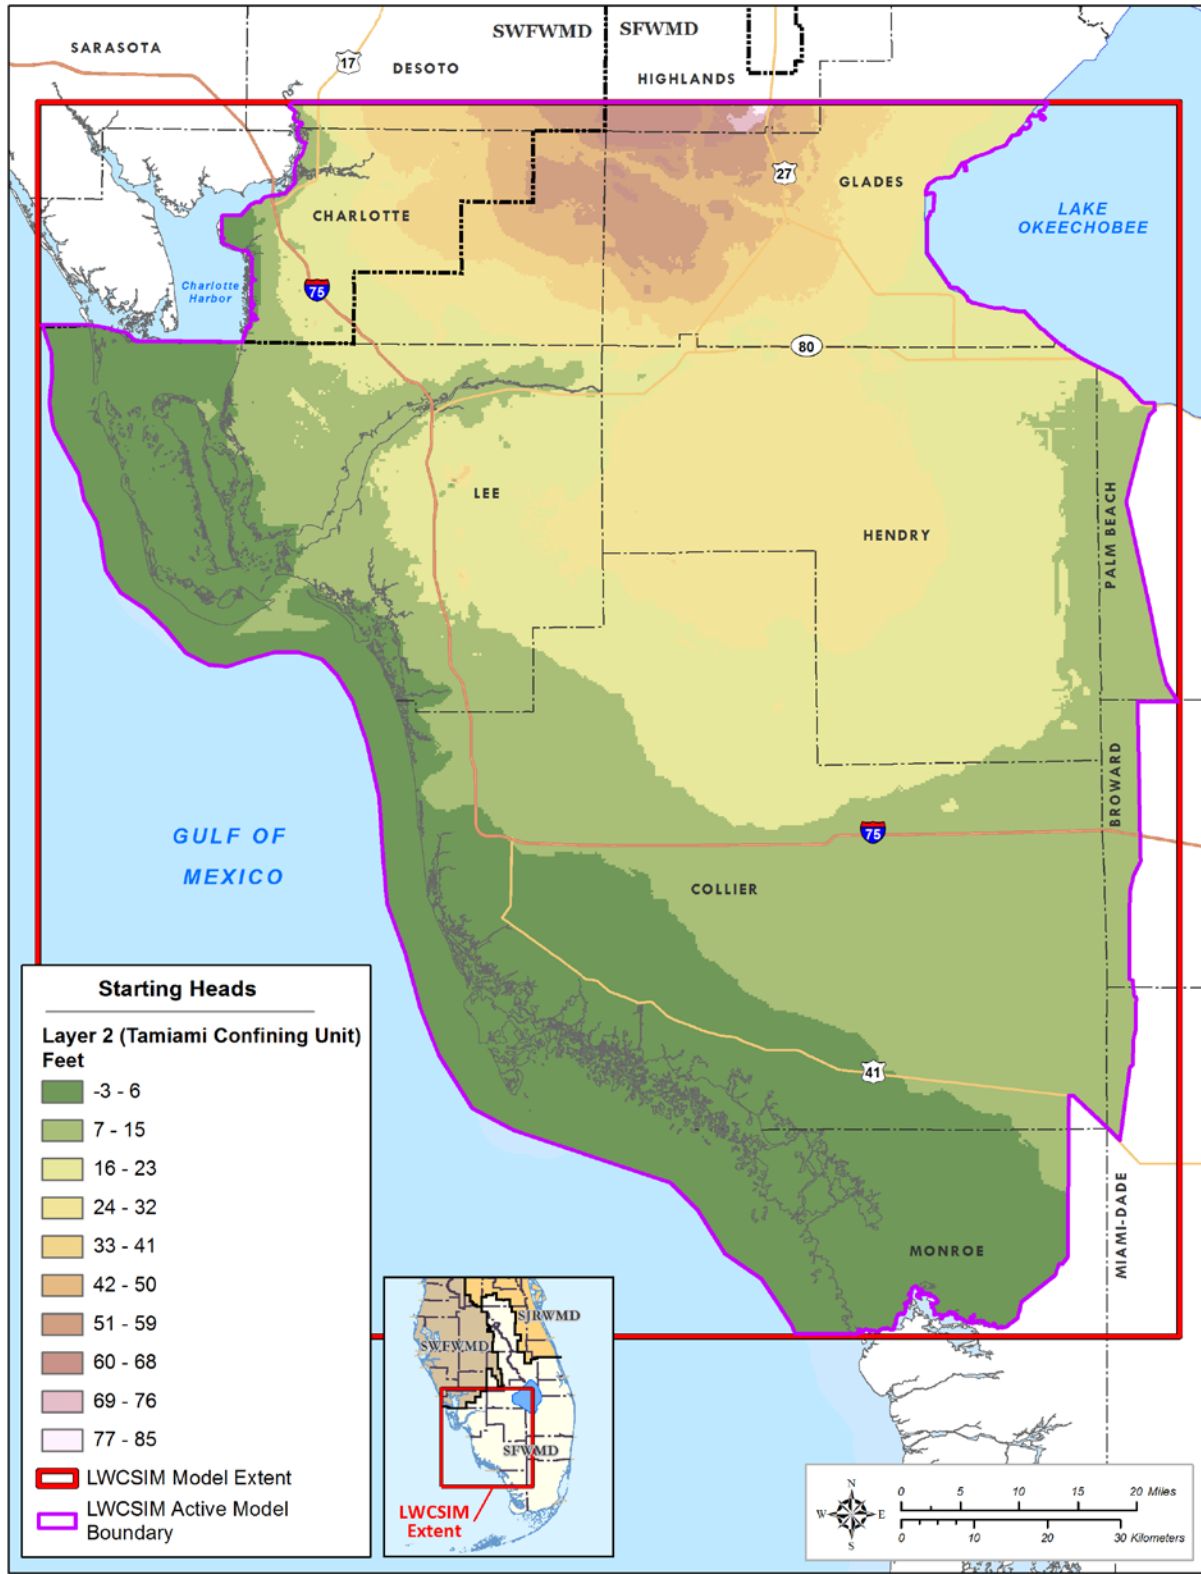 SARASOTA
17
DESOTO
SWFWMD
SFWMD
HIGHLANDS
27
GLADES
LAKE
OKEECHOBEE
CHARLOTTE
Charlotte
Harbor
75
80
LEE
HENDRY
PALM BEACH
BROWARD
GULF OF
MEXICO
75
COLLIER
41
MONROE
MIAMI-DADE
Starting Heads
Layer 2 (Tamiami Confining Unit)
Feet
-3 - 6
7 - 15
16 - 23
24 - 32
33 - 41
42 - 50
51 - 59
60 - 68
69 - 76
77 - 85
LWCSIM Model Extent
LWCSIM Active Model
Boundary
SJRWMD
SWFWMD
SFWMD
LWCSIM
Extent
N
W E
S
0 5 10 15 20 Miles
0 10 20 30 Kilometers